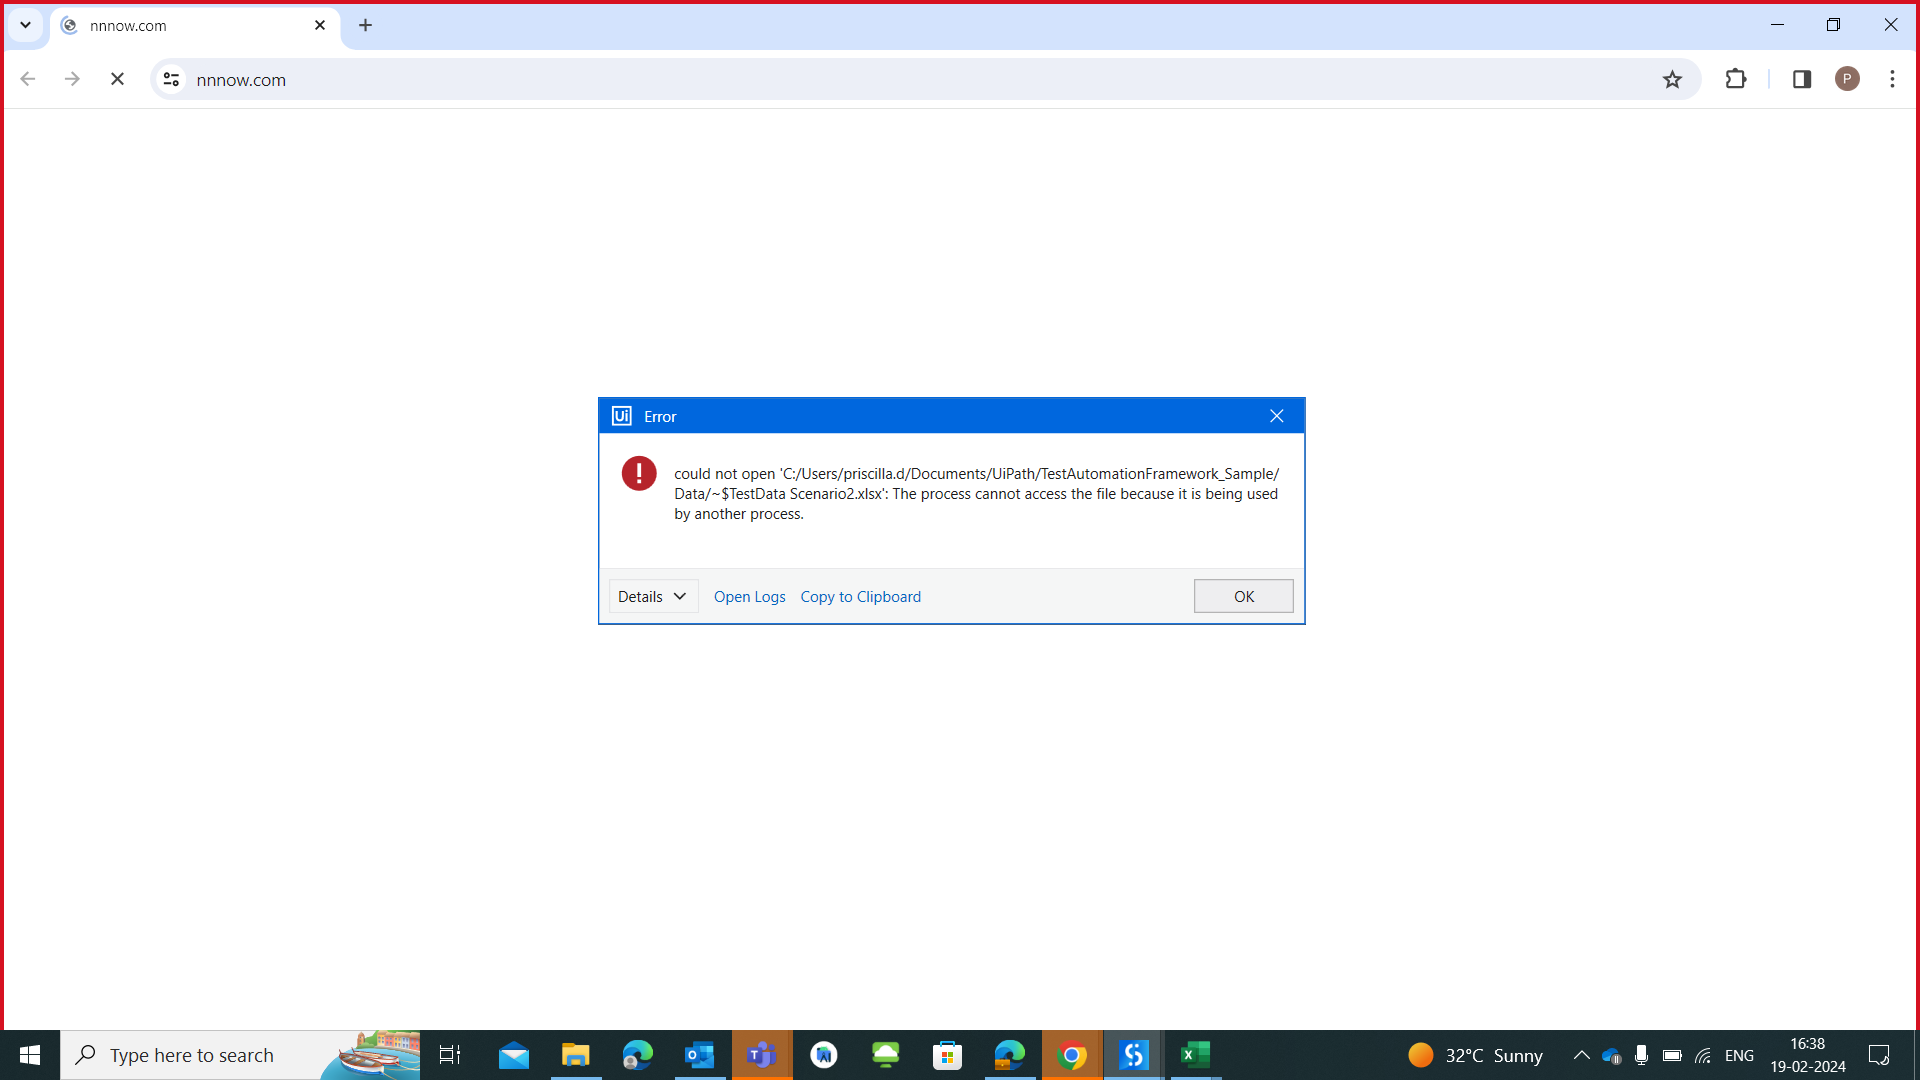 nnnow.com
nnnow.com
P
Ui Error
could not open 'C:/Users/priscilla.d/Documents/UiPath/TestAutomationFramework_Sample/
Data/~$TestData Scenario2.xlsx': The process cannot access the file because it is being used
by another process.
Details Open Logs Copy to Clipboard OK
Type here to search
32°C Sunny
ENG
16:38
19-02-2024